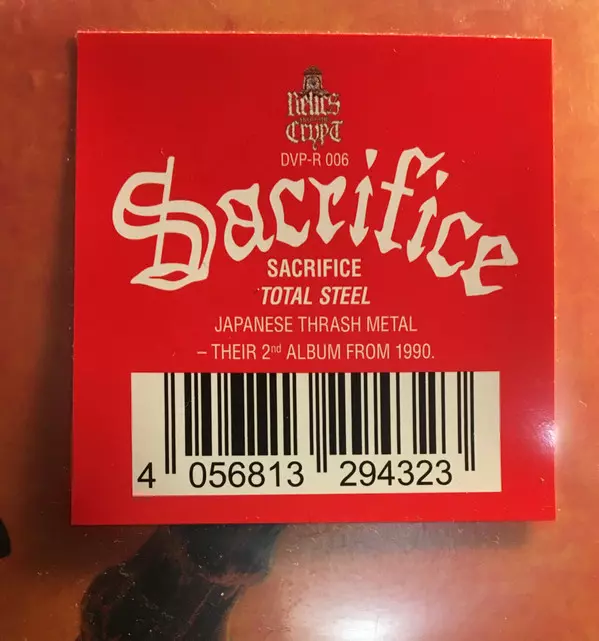 Relics
Crypt
DVP-R 006
Sacrifice
SACRIFICE
TOTAL STEEL
JAPANESE THRASH METAL
– THEIR 2nd ALBUM FROM 1990.
4 056813 294323